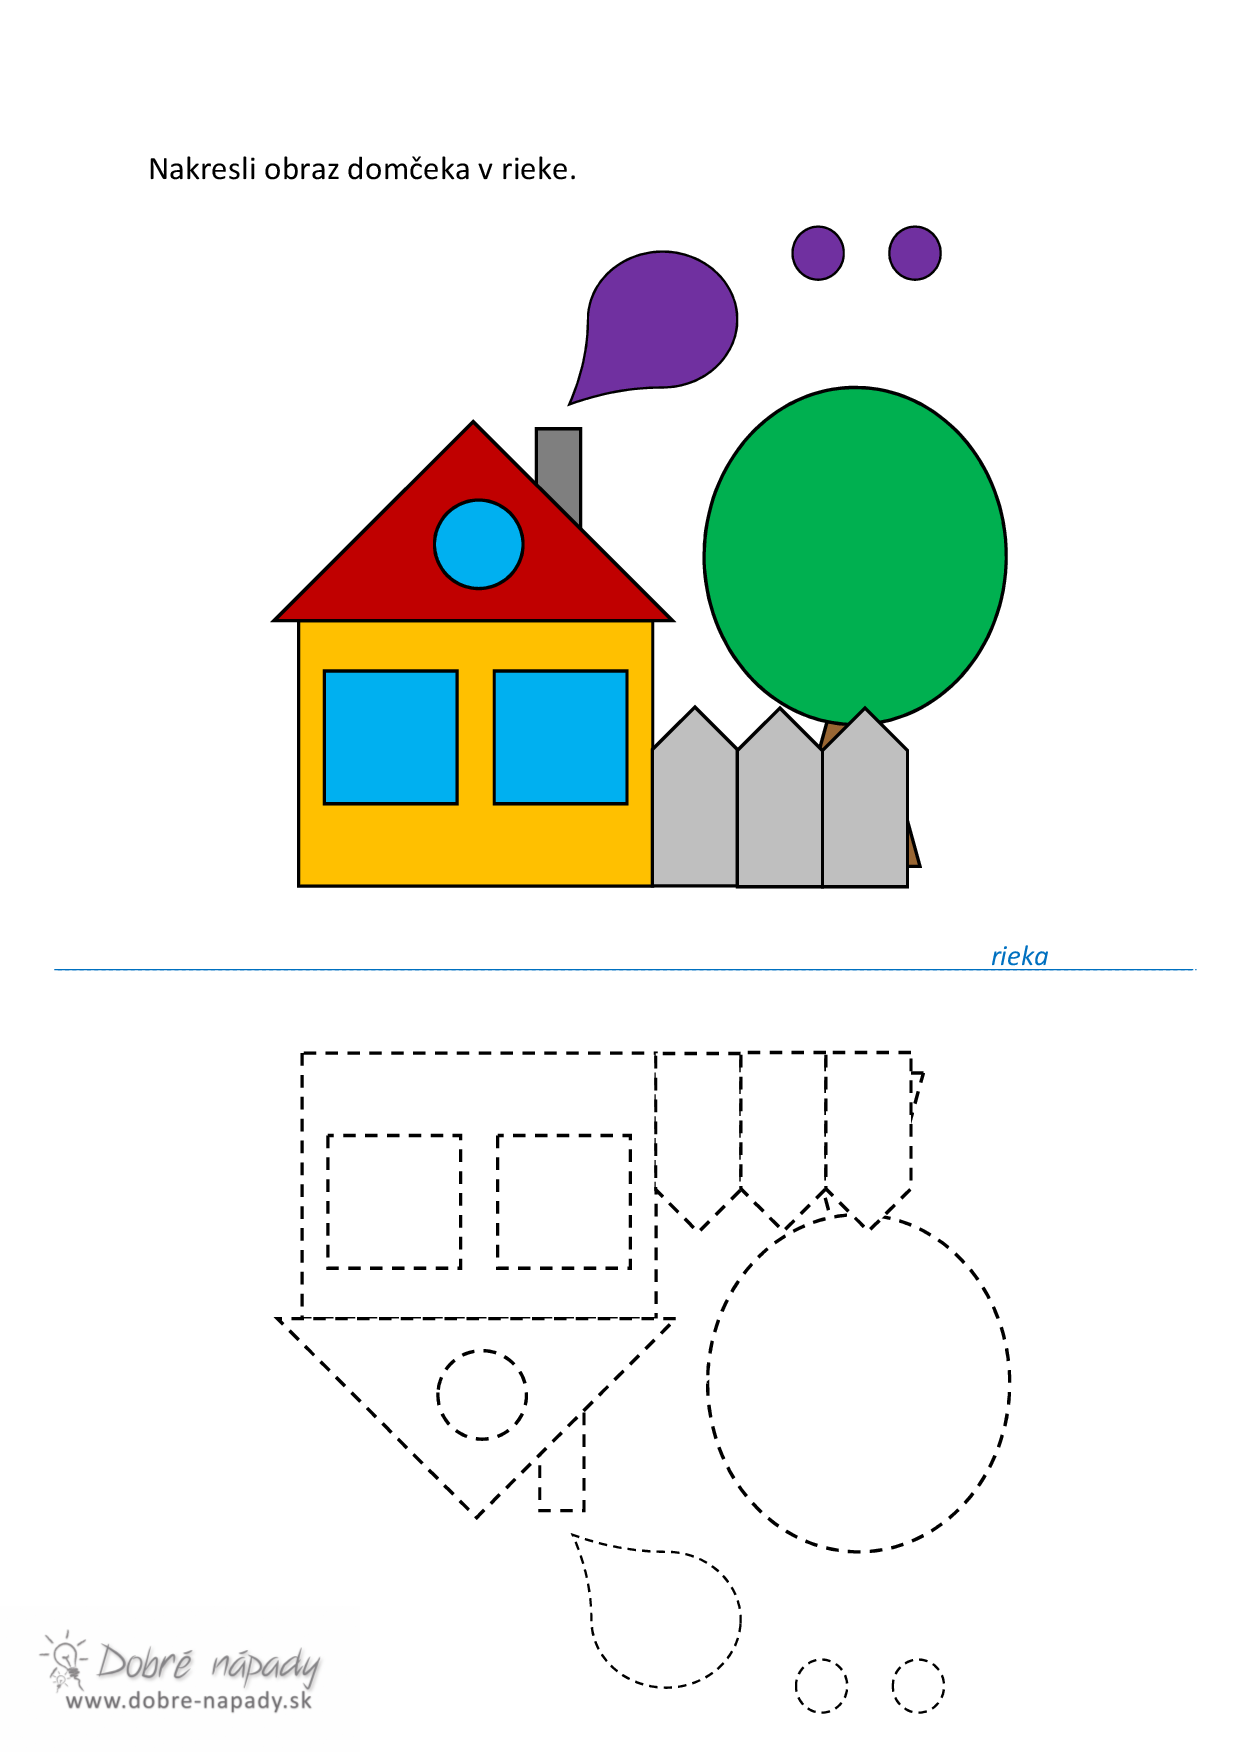 Nakresli obraz domčeka v rieke.
rieka
Dobré nápady
www.dobre-napady.sk